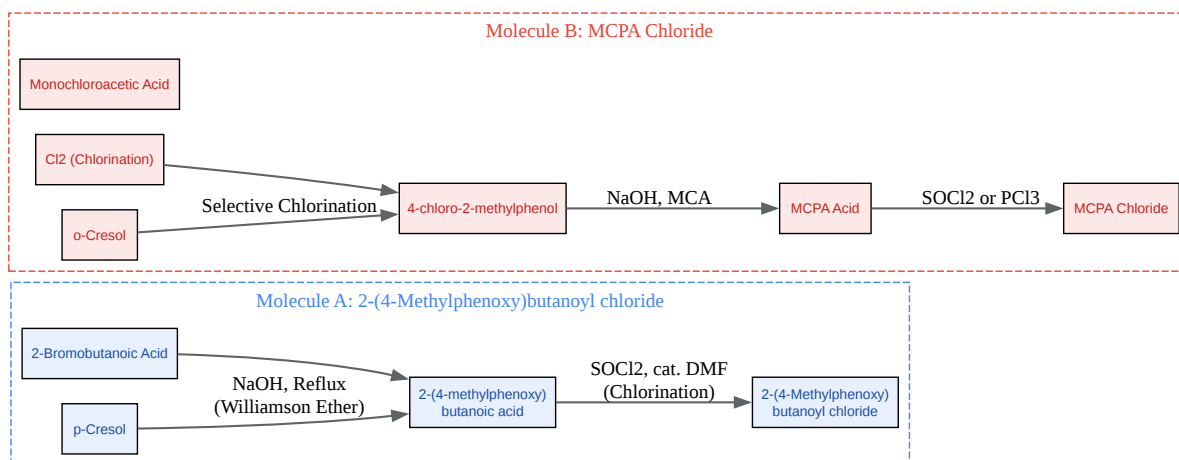 Molecule B: MCPA Chloride
Monochloroacetic Acid
Cl2 (Chlorination)
Selective Chlorination
o-Cresol
4-chloro-2-methylphenol
NaOH, MCA
MCPA Acid
SOCl2 or PCl3
MCPA Chloride
Molecule A: 2-(4-Methylphenoxy)butanoyl chloride
2-Bromobutanoic Acid
NaOH, Reflux
(Williamson Ether)
p-Cresol
2-(4-methylphenoxy)
butanoic acid
SOCl2, cat. DMF
(Chlorination)
2-(4-Methylphenoxy)
butanoyl chloride